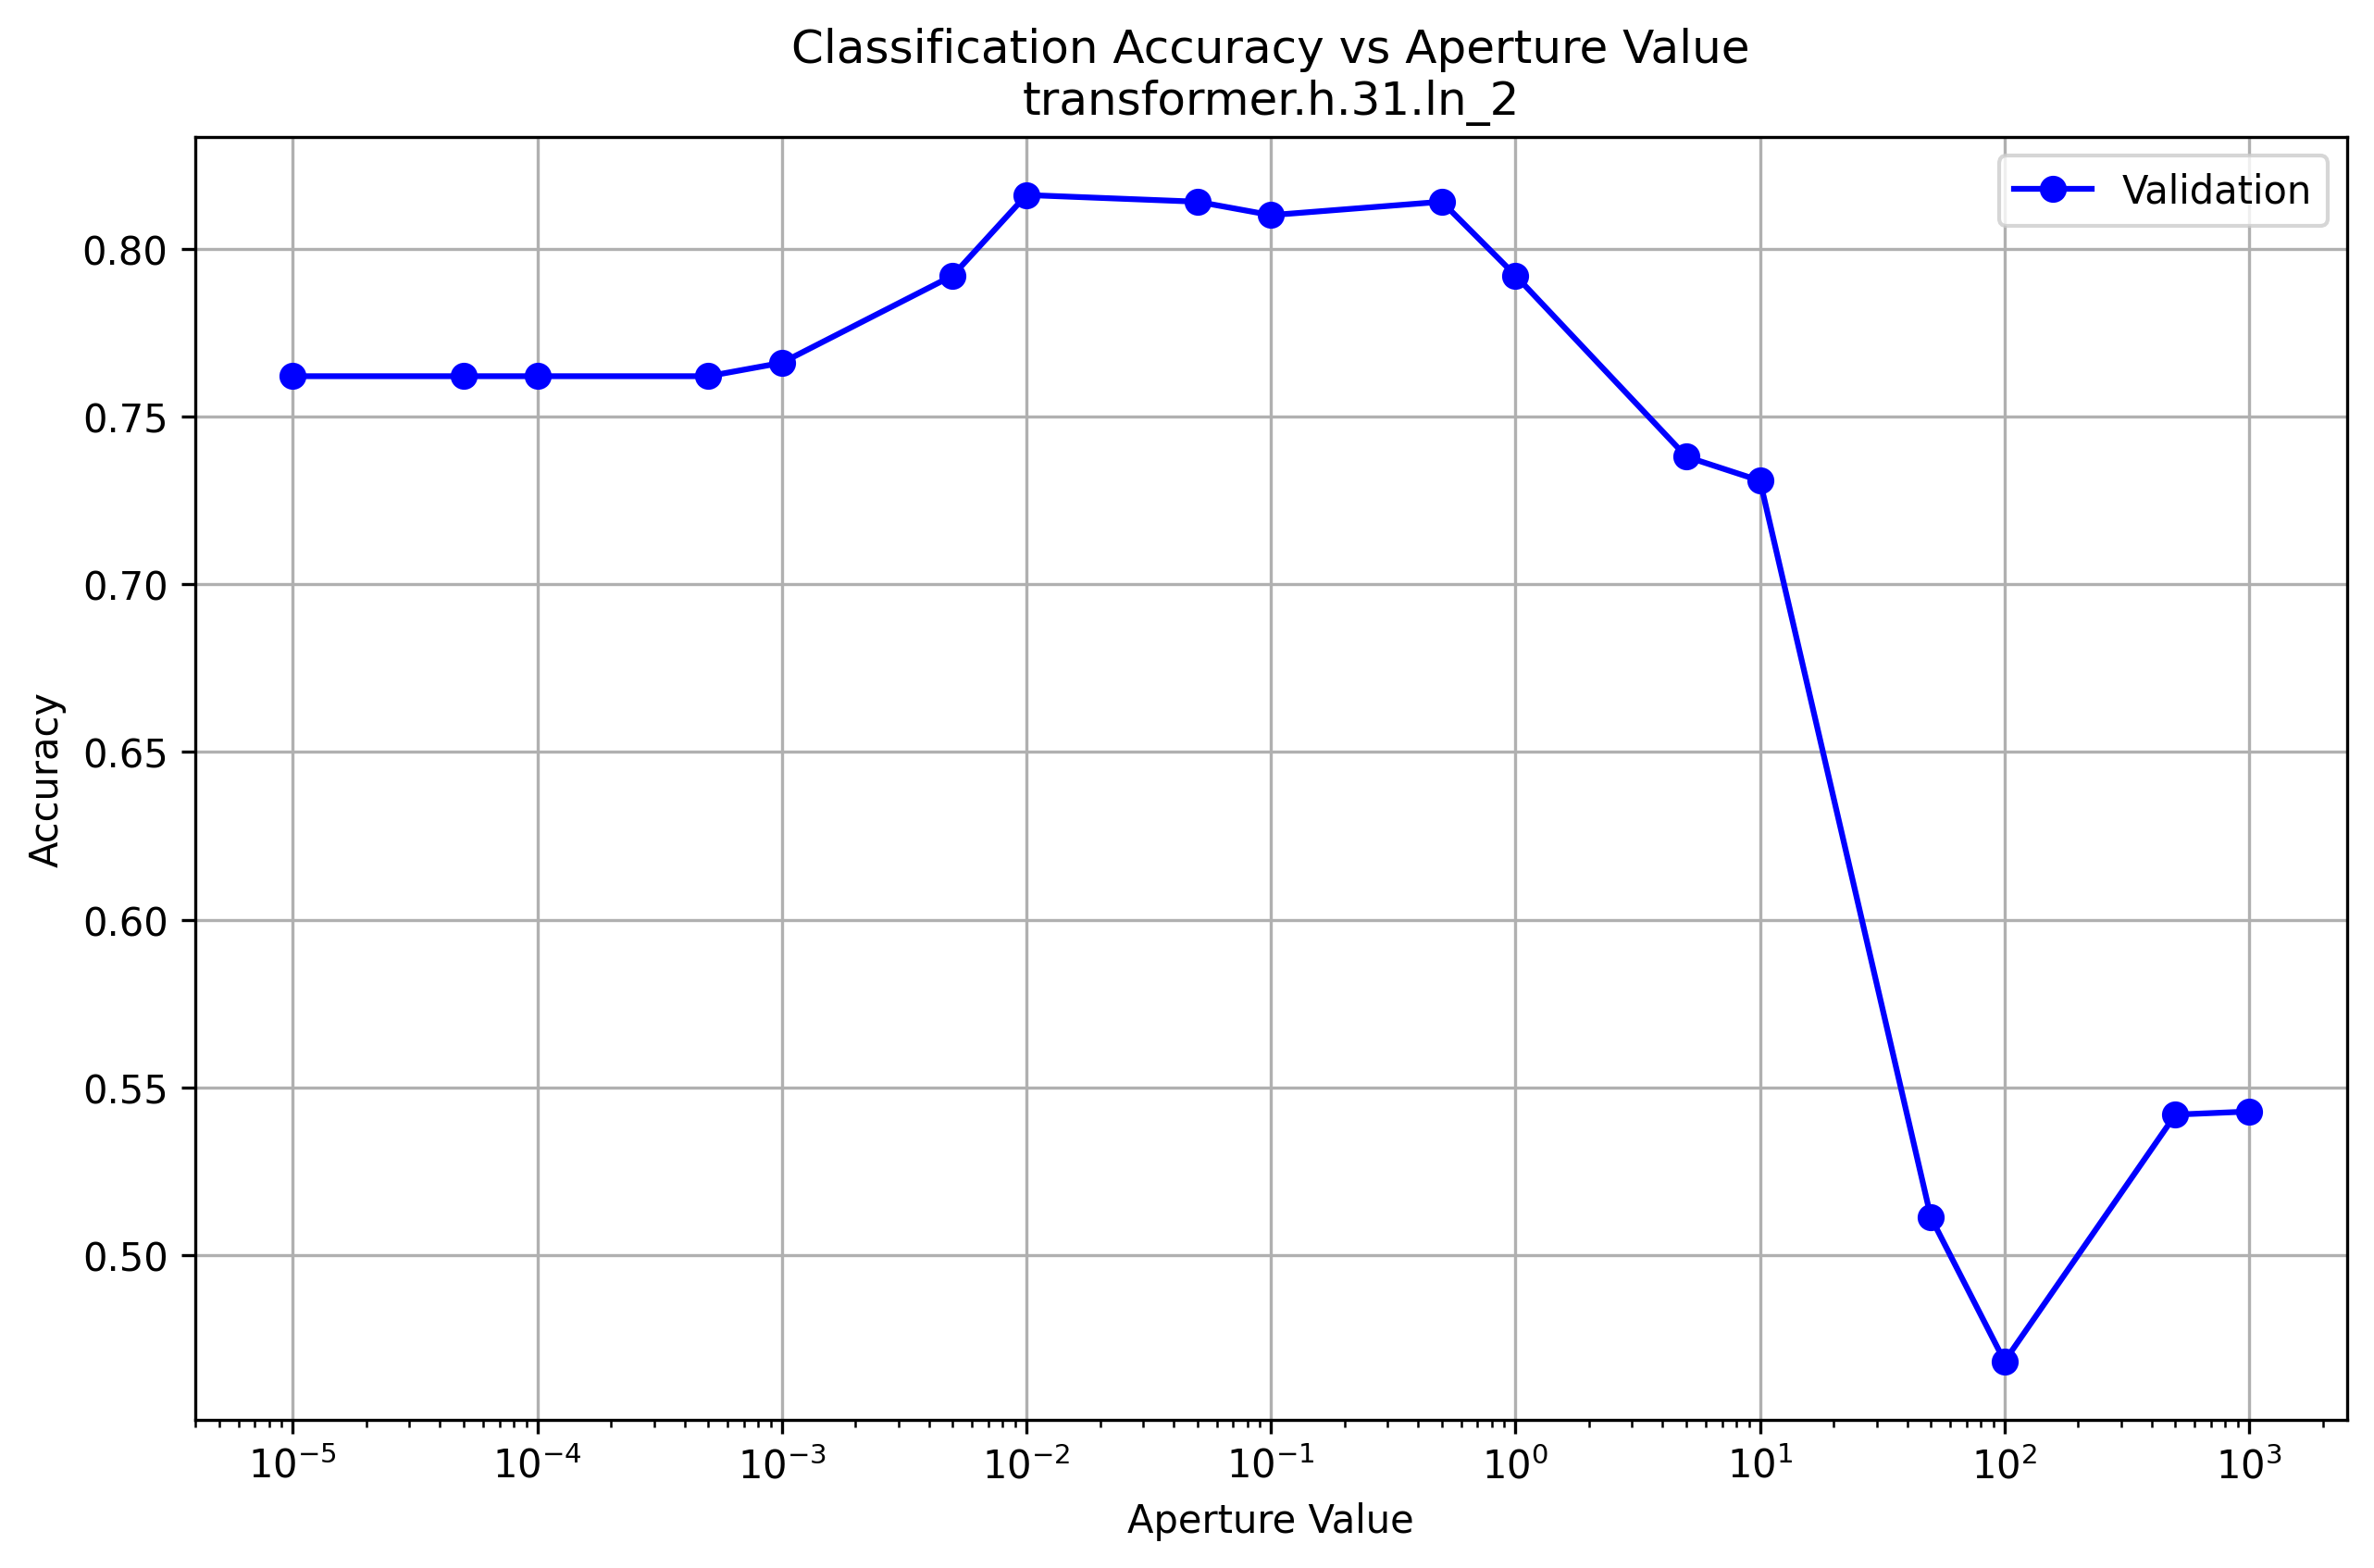 Classification Accuracy vs Aperture Value
transformer.h.31.ln_2
Validation
0.80
0.75
0.70
0.65
0.60
0.55
0.50
Accuracy
10⁻⁵ 10⁻⁴ 10⁻³ 10⁻² 10⁻¹ 10⁰ 10¹ 10² 10³
Aperture Value